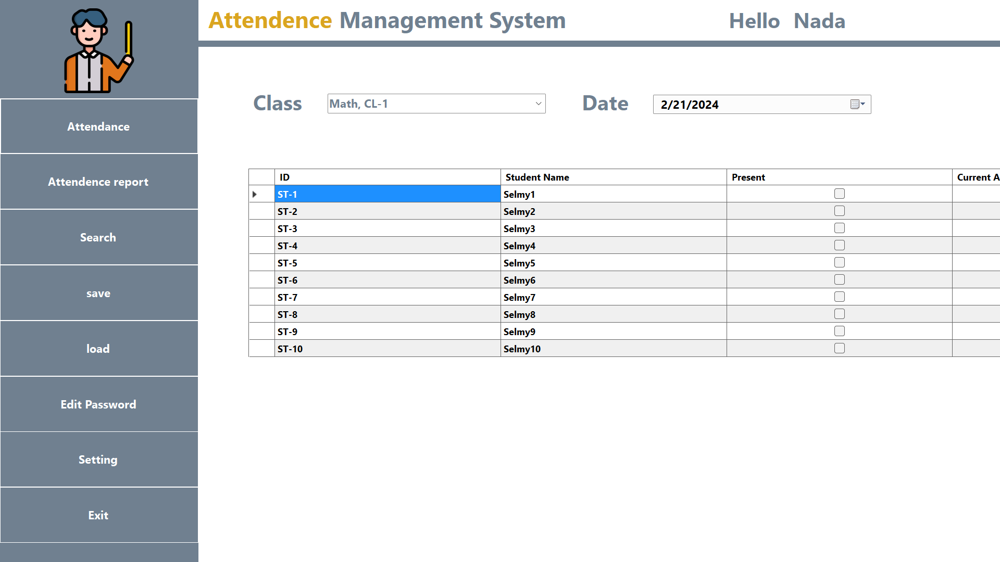 Attendence Management System
Hello Nada
Attendance
Attendence report
Search
save
load
Edit Password
Setting
Exit
Class
Math, CL-1
Date
2/21/2024
ID Student Name Present Current A
ST-1 Selmy1
ST-2 Selmy2
ST-3 Selmy3
ST-4 Selmy4
ST-5 Selmy5
ST-6 Selmy6
ST-7 Selmy7
ST-8 Selmy8
ST-9 Selmy9
ST-10 Selmy10